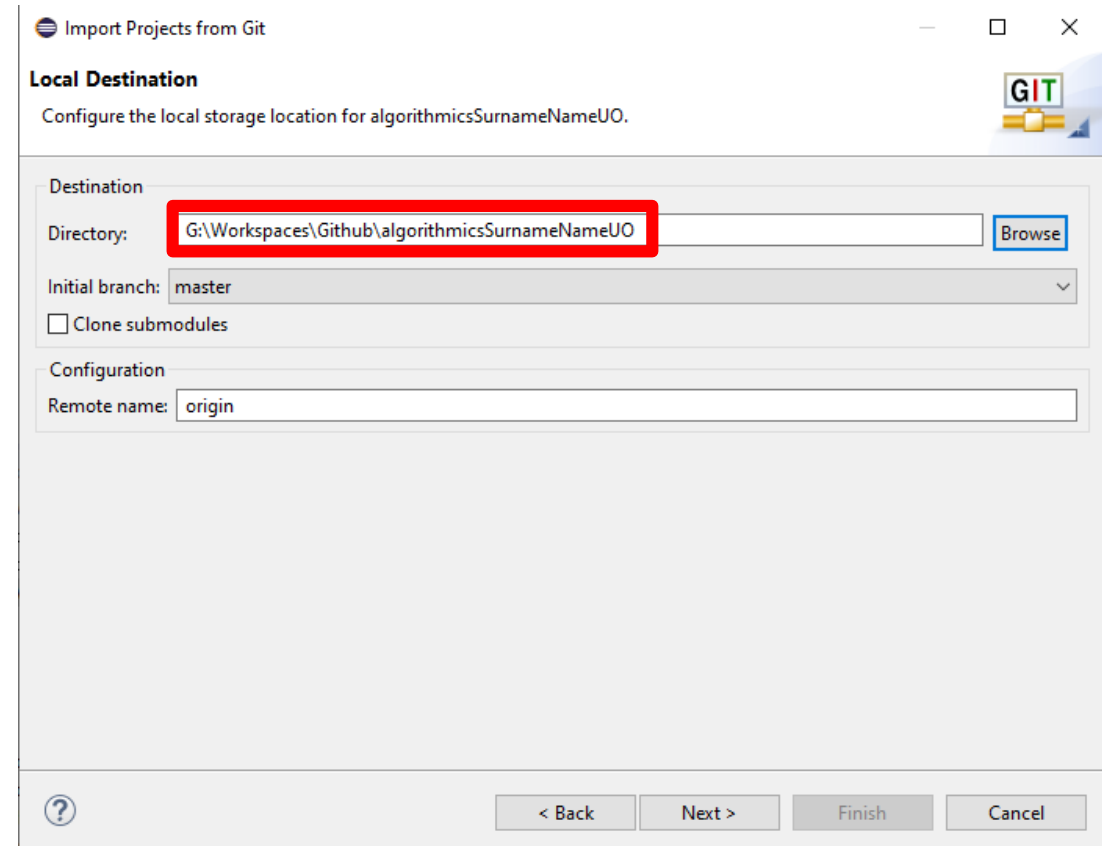 Import Projects from Git
Local Destination
Configure the local storage location for algorithmicsSurnameNameUO.
GIT
Destination
Directory: G:\Workspaces\Github\algorithmicsSurnameNameUO Browse
Initial branch: master
Clone submodules
Configuration
Remote name: origin
? < Back Next > Finish Cancel